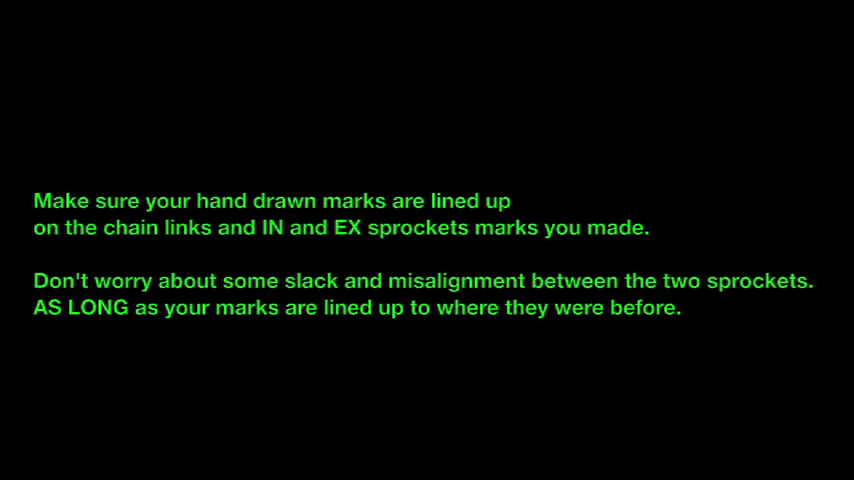 Make sure your hand drawn marks are lined up
on the chain links and IN and EX sprockets marks you made.
Don't worry about some slack and misalignment between the two sprockets.
AS LONG as your marks are lined up to where they were before.